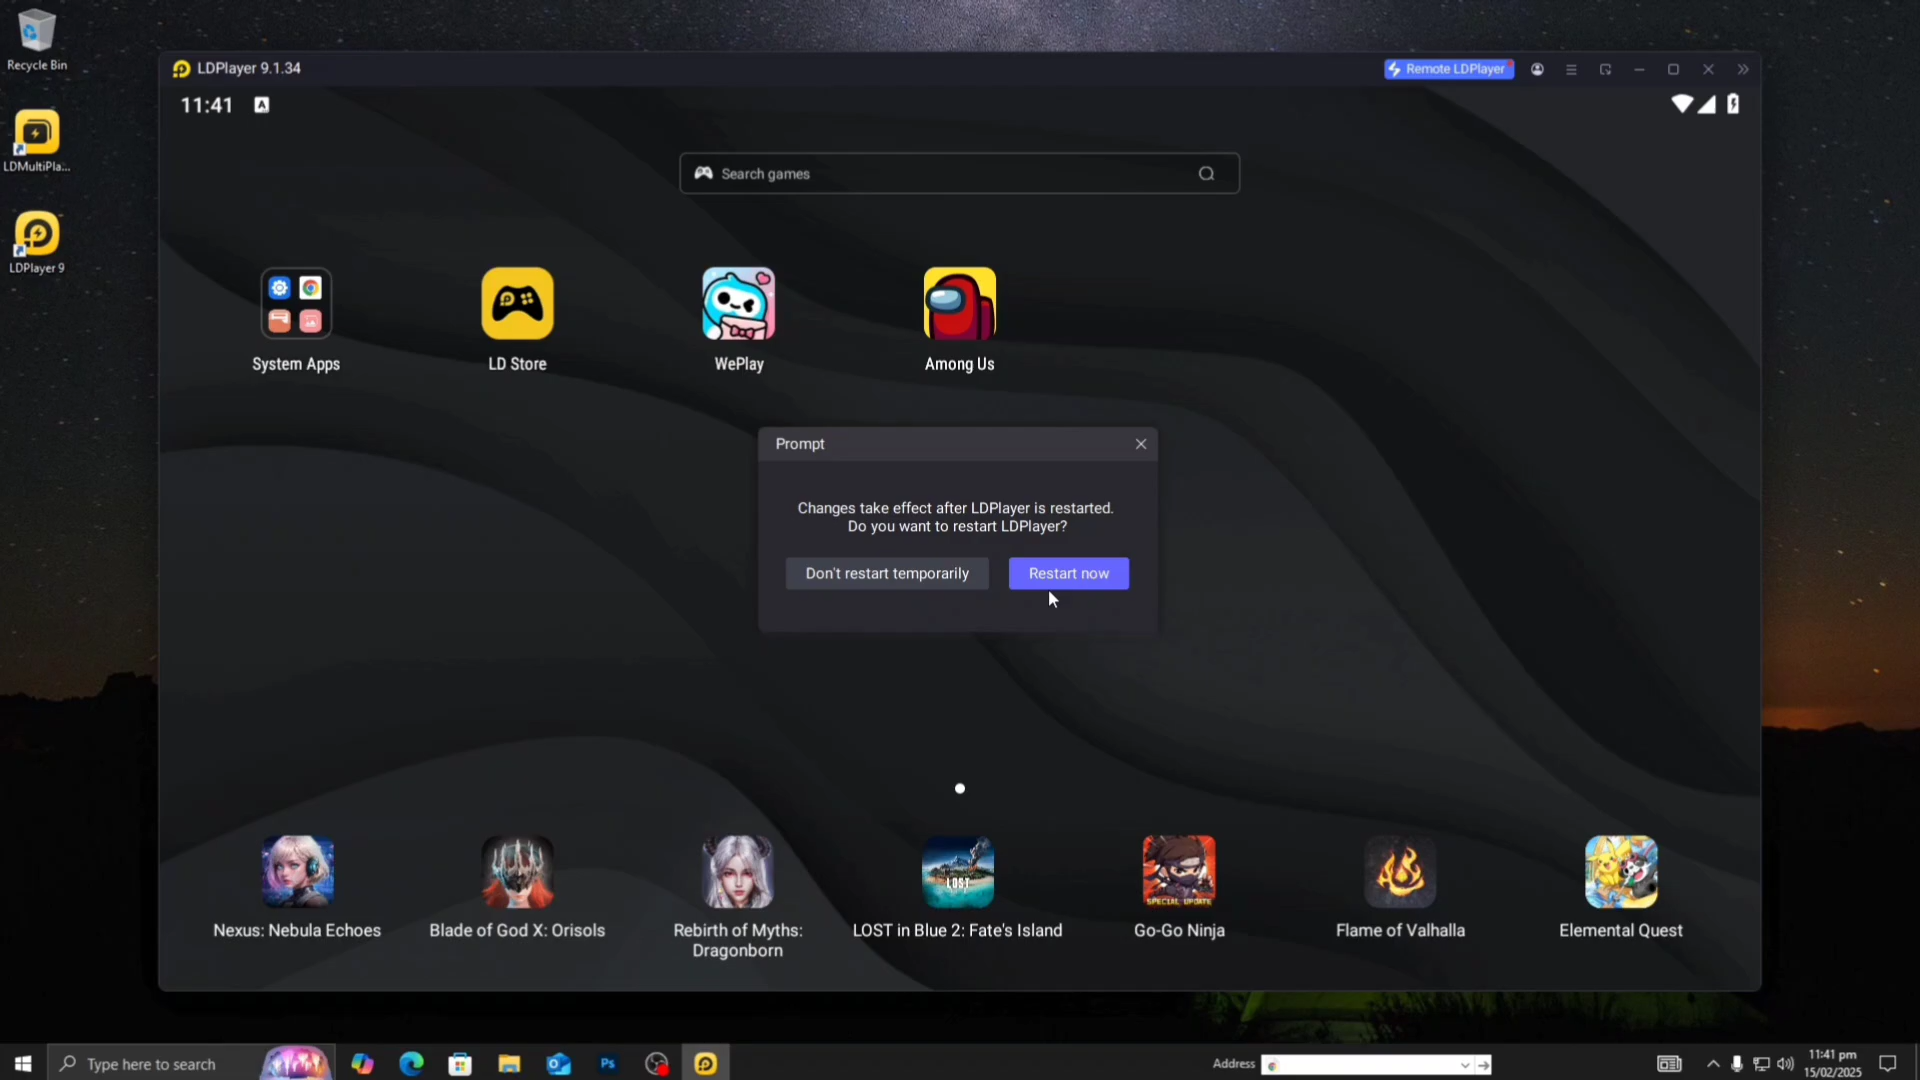 Recycle Bin
LDMultiPla...
LDPlayer 9
LDPlayer 9.1.34
Remote LDPlayer
11:41
A
Search games
System Apps
LD Store
WePlay
Among Us
Prompt
Changes take effect after LDPlayer is restarted.
Do you want to restart LDPlayer?
Don't restart temporarily
Restart now
LOST
SPECIAL UPDATE
Nexus: Nebula Echoes
Blade of God X: Orisols
Rebirth of Myths:
Dragonborn
LOST in Blue 2: Fate's Island
Go-Go Ninja
Flame of Valhalla
Elemental Quest
Type here to search
Ps
Address
11:41 pm
15/02/2025